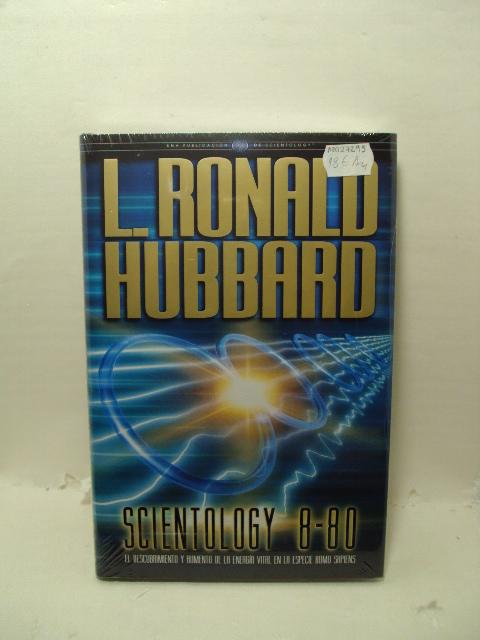 UNA PUBLICACIÓN DE SCIENTOLOGY
18 €
L. RONALD
HUBBARD
SCIENTOLOGY 8-80
EL DESCUBRIMIENTO Y AUMENTO DE LA ENERGÍA VITAL EN LA ESPECIE HOMO SAPIENS